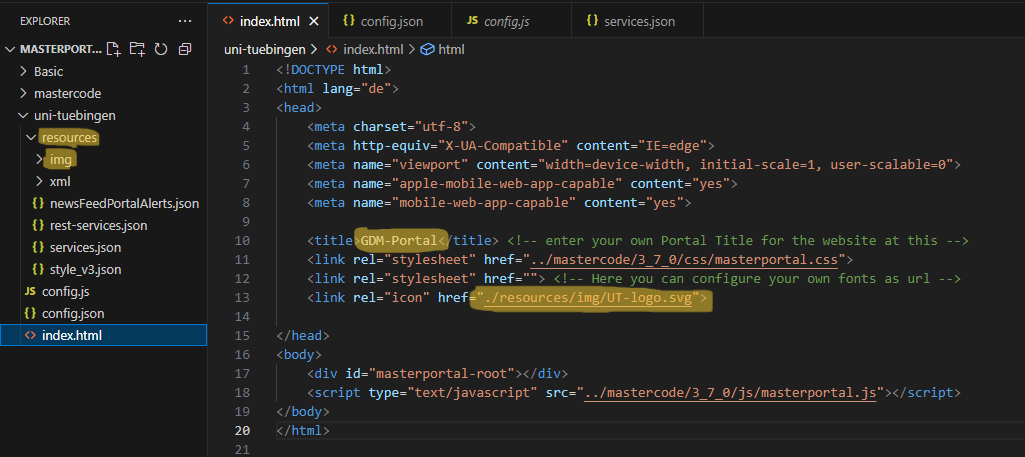 EXPLORER
···
MASTERPORT...
Basic
mastercode
uni-tuebingen
resources
img
xml
{} newsFeedPortalAlerts.json
{} rest-services.json
{} services.json
{} style_v3.json
JS config.js
{} config.json
<> index.html
<> index.html ×
{} config.json
JS config.js
{} services.json
uni-tuebingen > <> index.html > html
1 <!DOCTYPE html>
2 <html lang="de">
3 <head>
4 <meta charset="utf-8">
5 <meta http-equiv="X-UA-Compatible" content="IE=edge">
6 <meta name="viewport" content="width=device-width, initial-scale=1, user-scalable=0">
7 <meta name="apple-mobile-web-app-capable" content="yes">
8 <meta name="mobile-web-app-capable" content="yes">
9
10 <title>GDM-Portal</title> <!-- enter your own Portal Title for the website at this -->
11 <link rel="stylesheet" href="../mastercode/3_7_0/css/masterportal.css">
12 <link rel="stylesheet" href=""> <!-- Here you can configure your own fonts as url -->
13 <link rel="icon" href="./resources/img/UT-logo.svg">
14
15 </head>
16 <body>
17 <div id="masterportal-root"></div>
18 <script type="text/javascript" src="../mastercode/3_7_0/js/masterportal.js"></script>
19 </body>
20 </html>
21